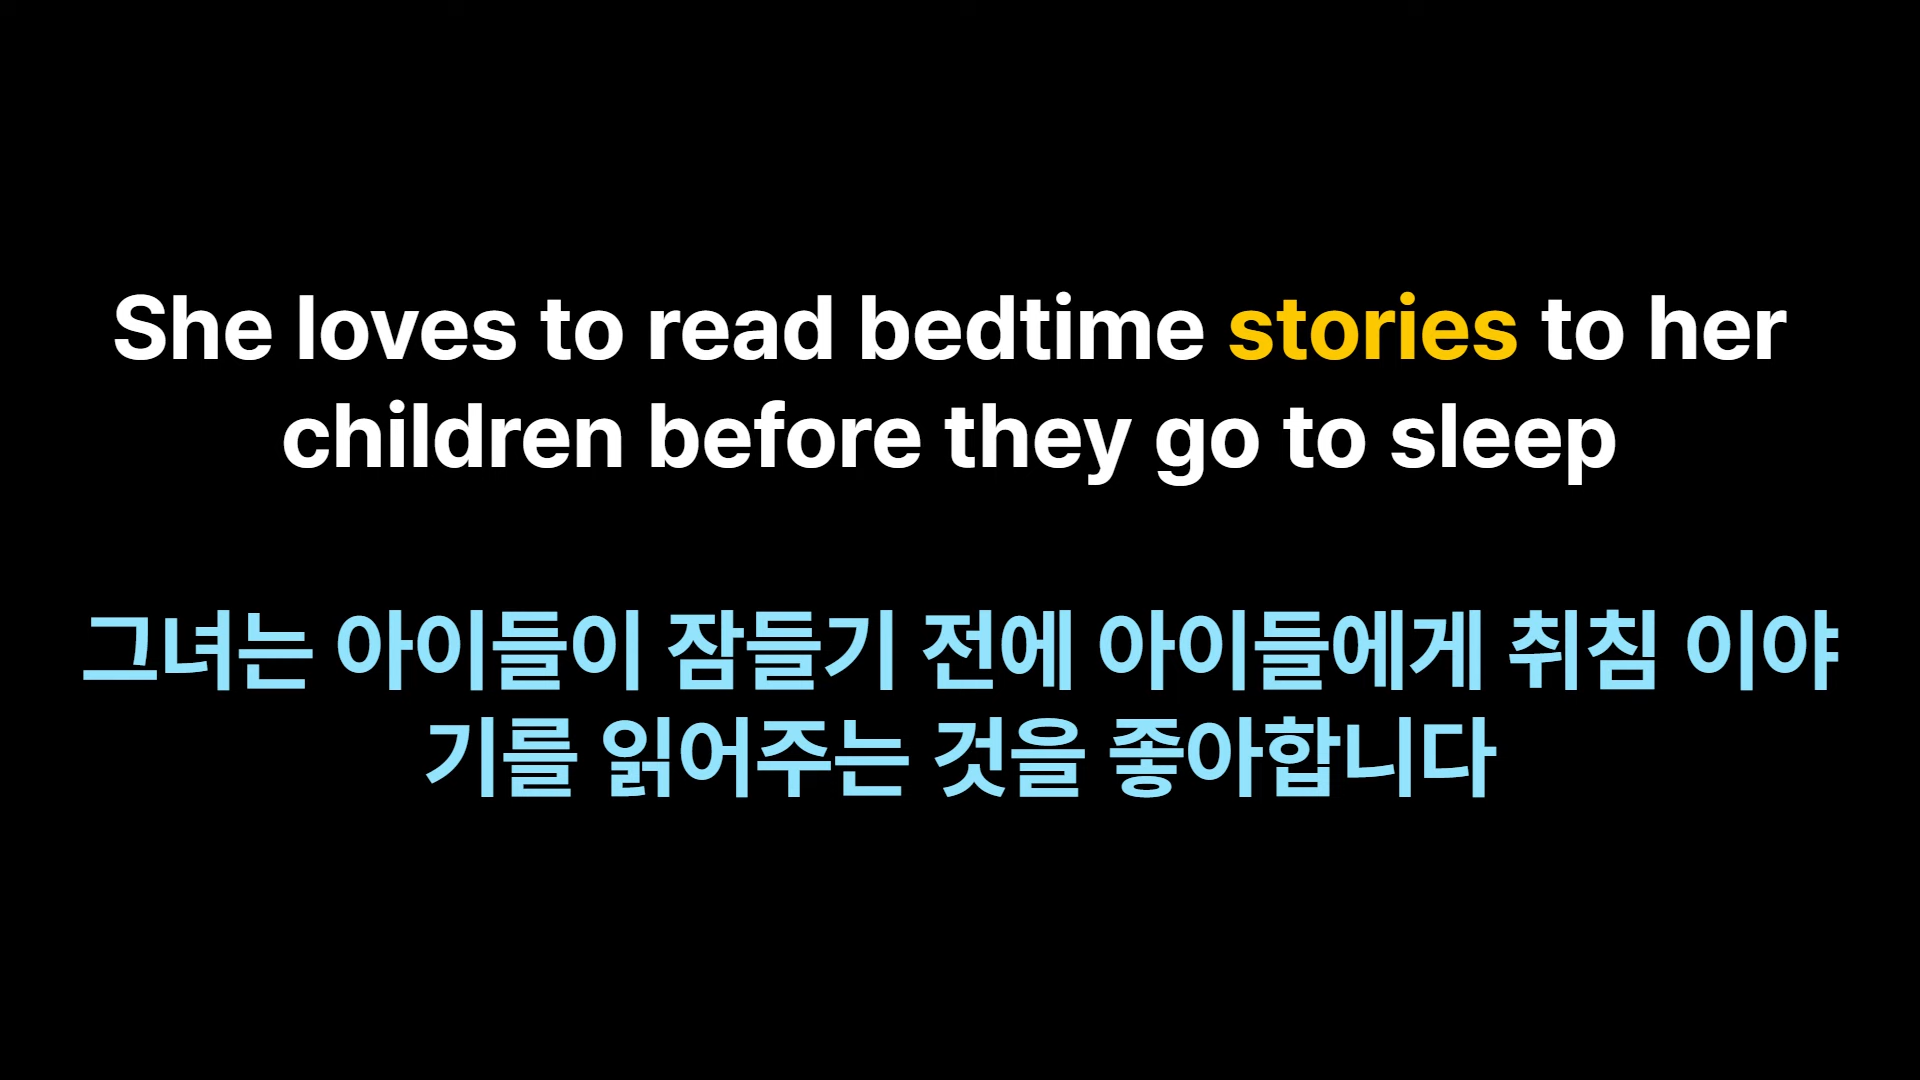 She loves to read bedtime stories to her
children before they go to sleep
그녀는 아이들이 잠들기 전에 아이들에게 취침 이야
기를 읽어주는 것을 좋아합니다